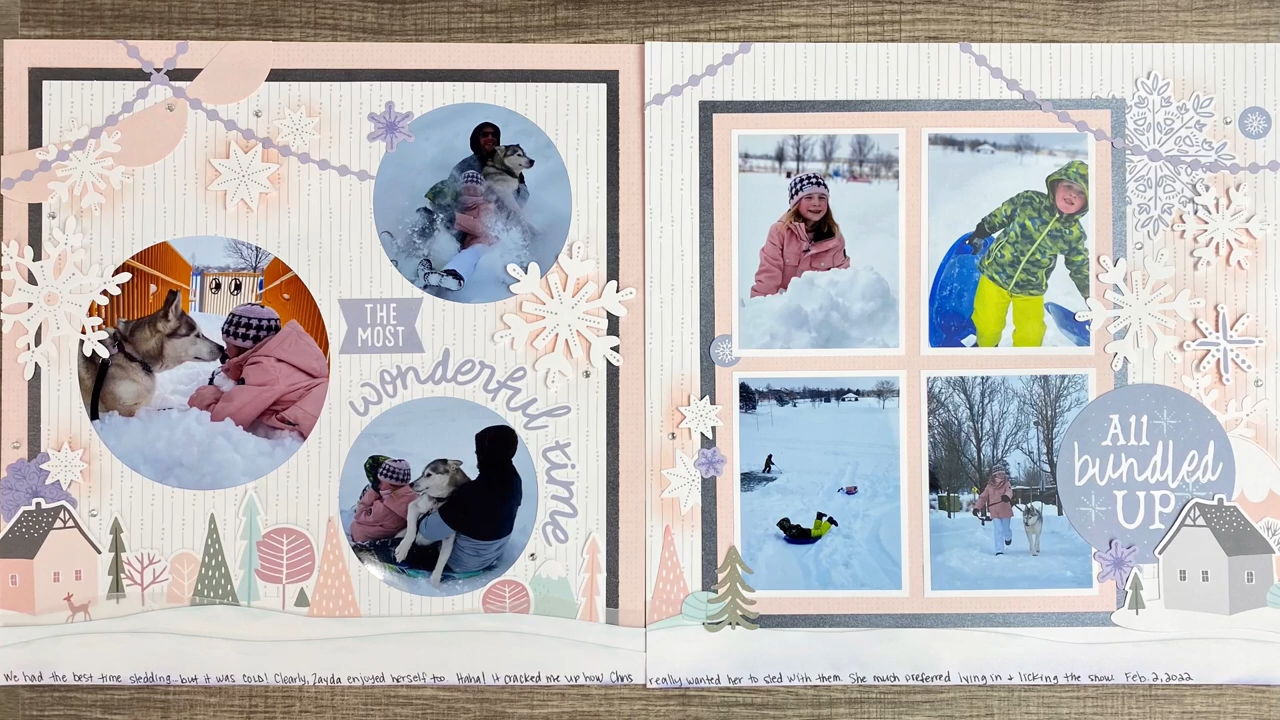 THE
MOST
wonderful time
All
bundled
UP
We had the best time sledding...but it was COLD! Clearly, Zayda enjoyed herself too. Haha! It cracked me up how Chris really wanted her to sled with them. She much preferred lying in & licking the snow. Feb. 2, 2022